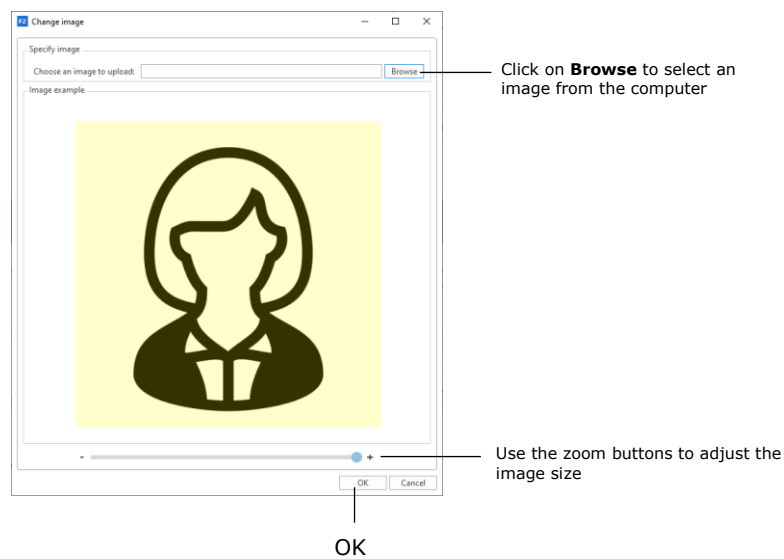 F2 Change image
Specify image
Choose an image to upload: Browse
Click on Browse to select an
image from the computer
Image example
- +
Use the zoom buttons to adjust the
image size
OK Cancel
OK